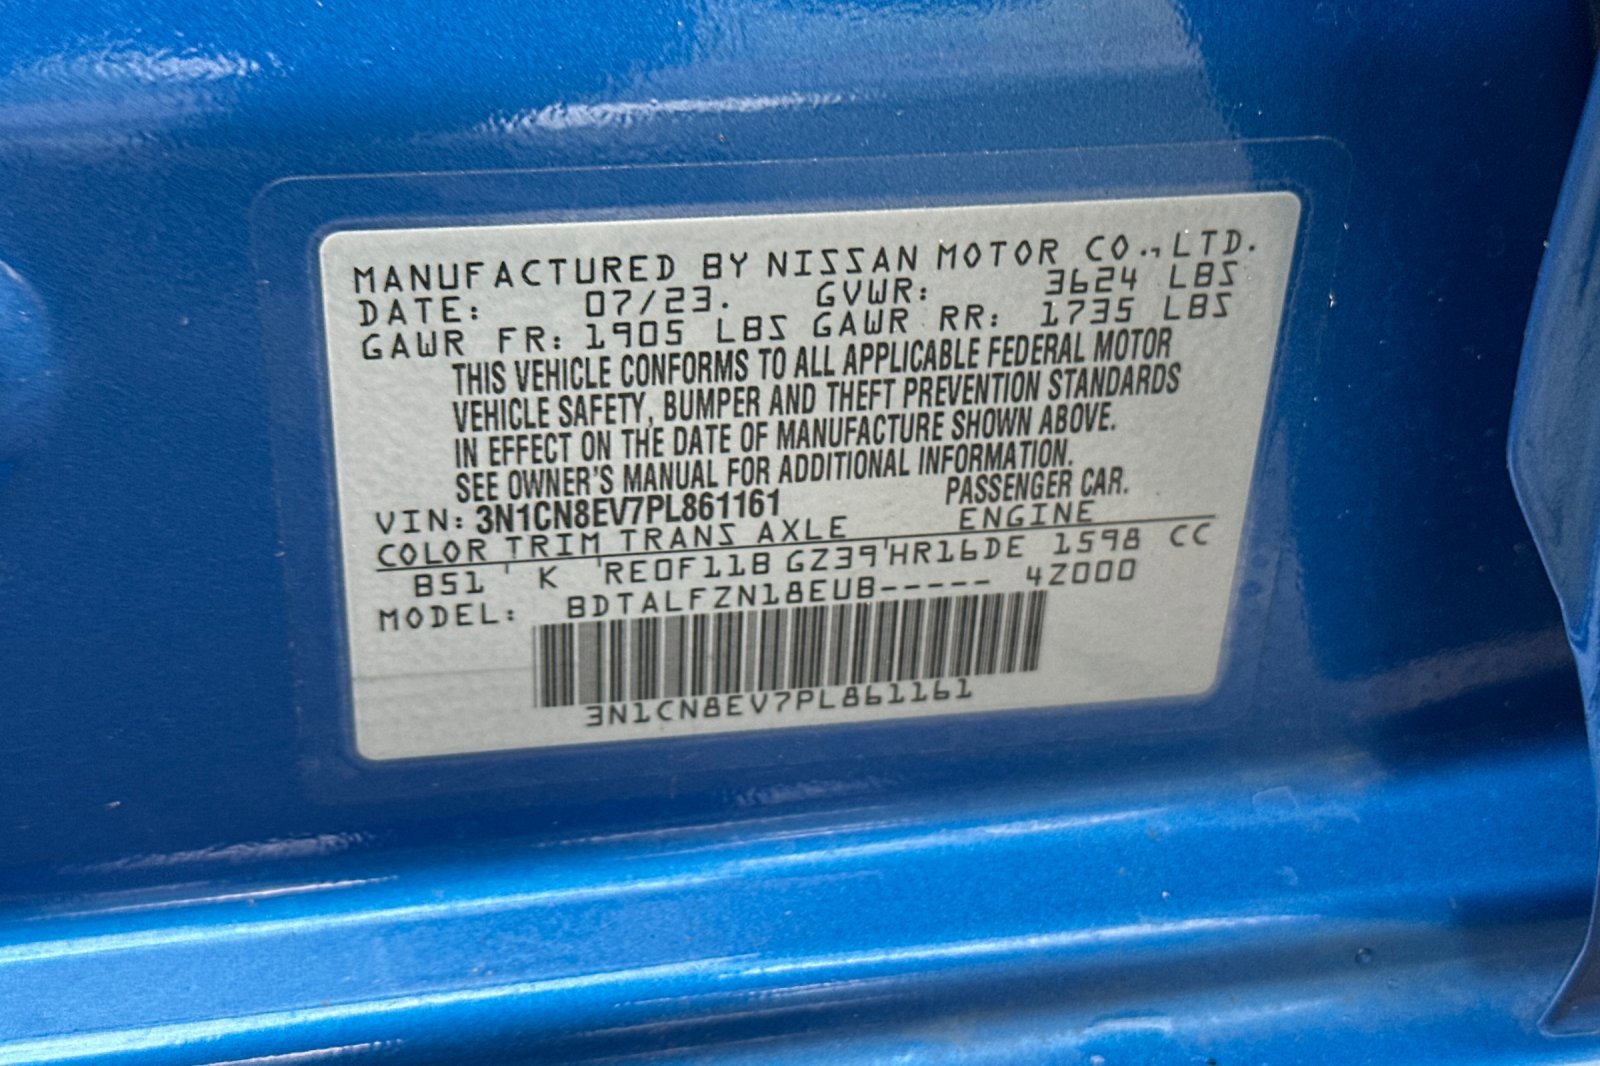 MANUFACTURED BY NISSAN MOTOR CO., LTD.
DATE: 07/23. GVWR: 3624 LBS
GAWR FR: 1905 LBS GAWR RR: 1735 LBS
THIS VEHICLE CONFORMS TO ALL APPLICABLE FEDERAL MOTOR
VEHICLE SAFETY, BUMPER AND THEFT PREVENTION STANDARDS
IN EFFECT ON THE DATE OF MANUFACTURE SHOWN ABOVE.
SEE OWNER'S MANUAL FOR ADDITIONAL INFORMATION.
VIN: 3N1CN8EV7PL861161 PASSENGER CAR.
COLOR TRIM TRANS AXLE ENGINE
B51 ' K 'RE0F11B GZ39'HR16DE 1598 CC
MODEL: BDTALFZN18EUB----- 4Z000
3N1CN8EV7PL861161